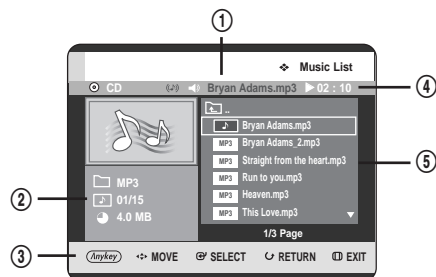 ①
❖ Music List
CD Bryan Adams.mp3 ▶ 02 : 10
④
..
Bryan Adams.mp3
MP3 Bryan Adams_2.mp3
MP3 Straight from the heart.mp3
⑤
MP3 Run to you.mp3
MP3 Heaven.mp3
MP3 This Love.mp3
MP3
② 01/15
4.0 MB
1/3 Page
③ Anykey MOVE SELECT RETURN EXIT